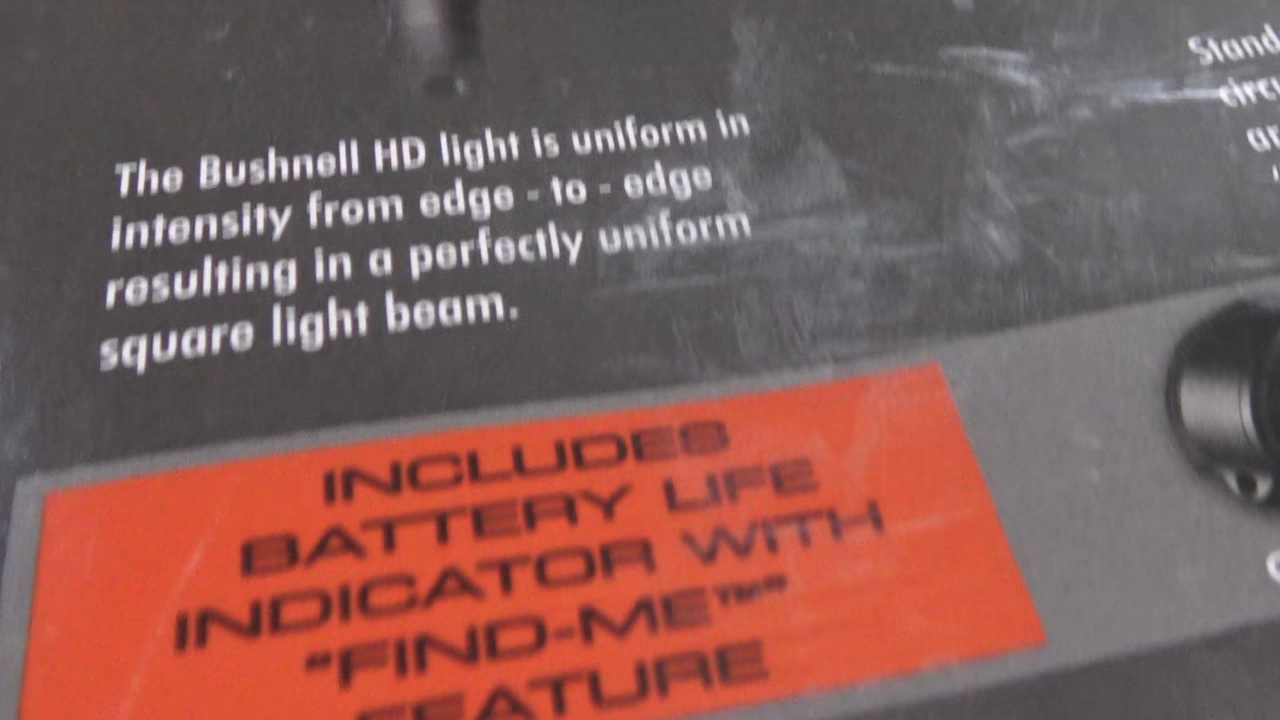 The Bushnell HD light is uniform in
intensity from edge - to - edge
resulting in a perfectly uniform
square light beam.
INCLUDES
BATTERY LIFE
INDICATOR WITH
"FIND-ME™"
FEATURE